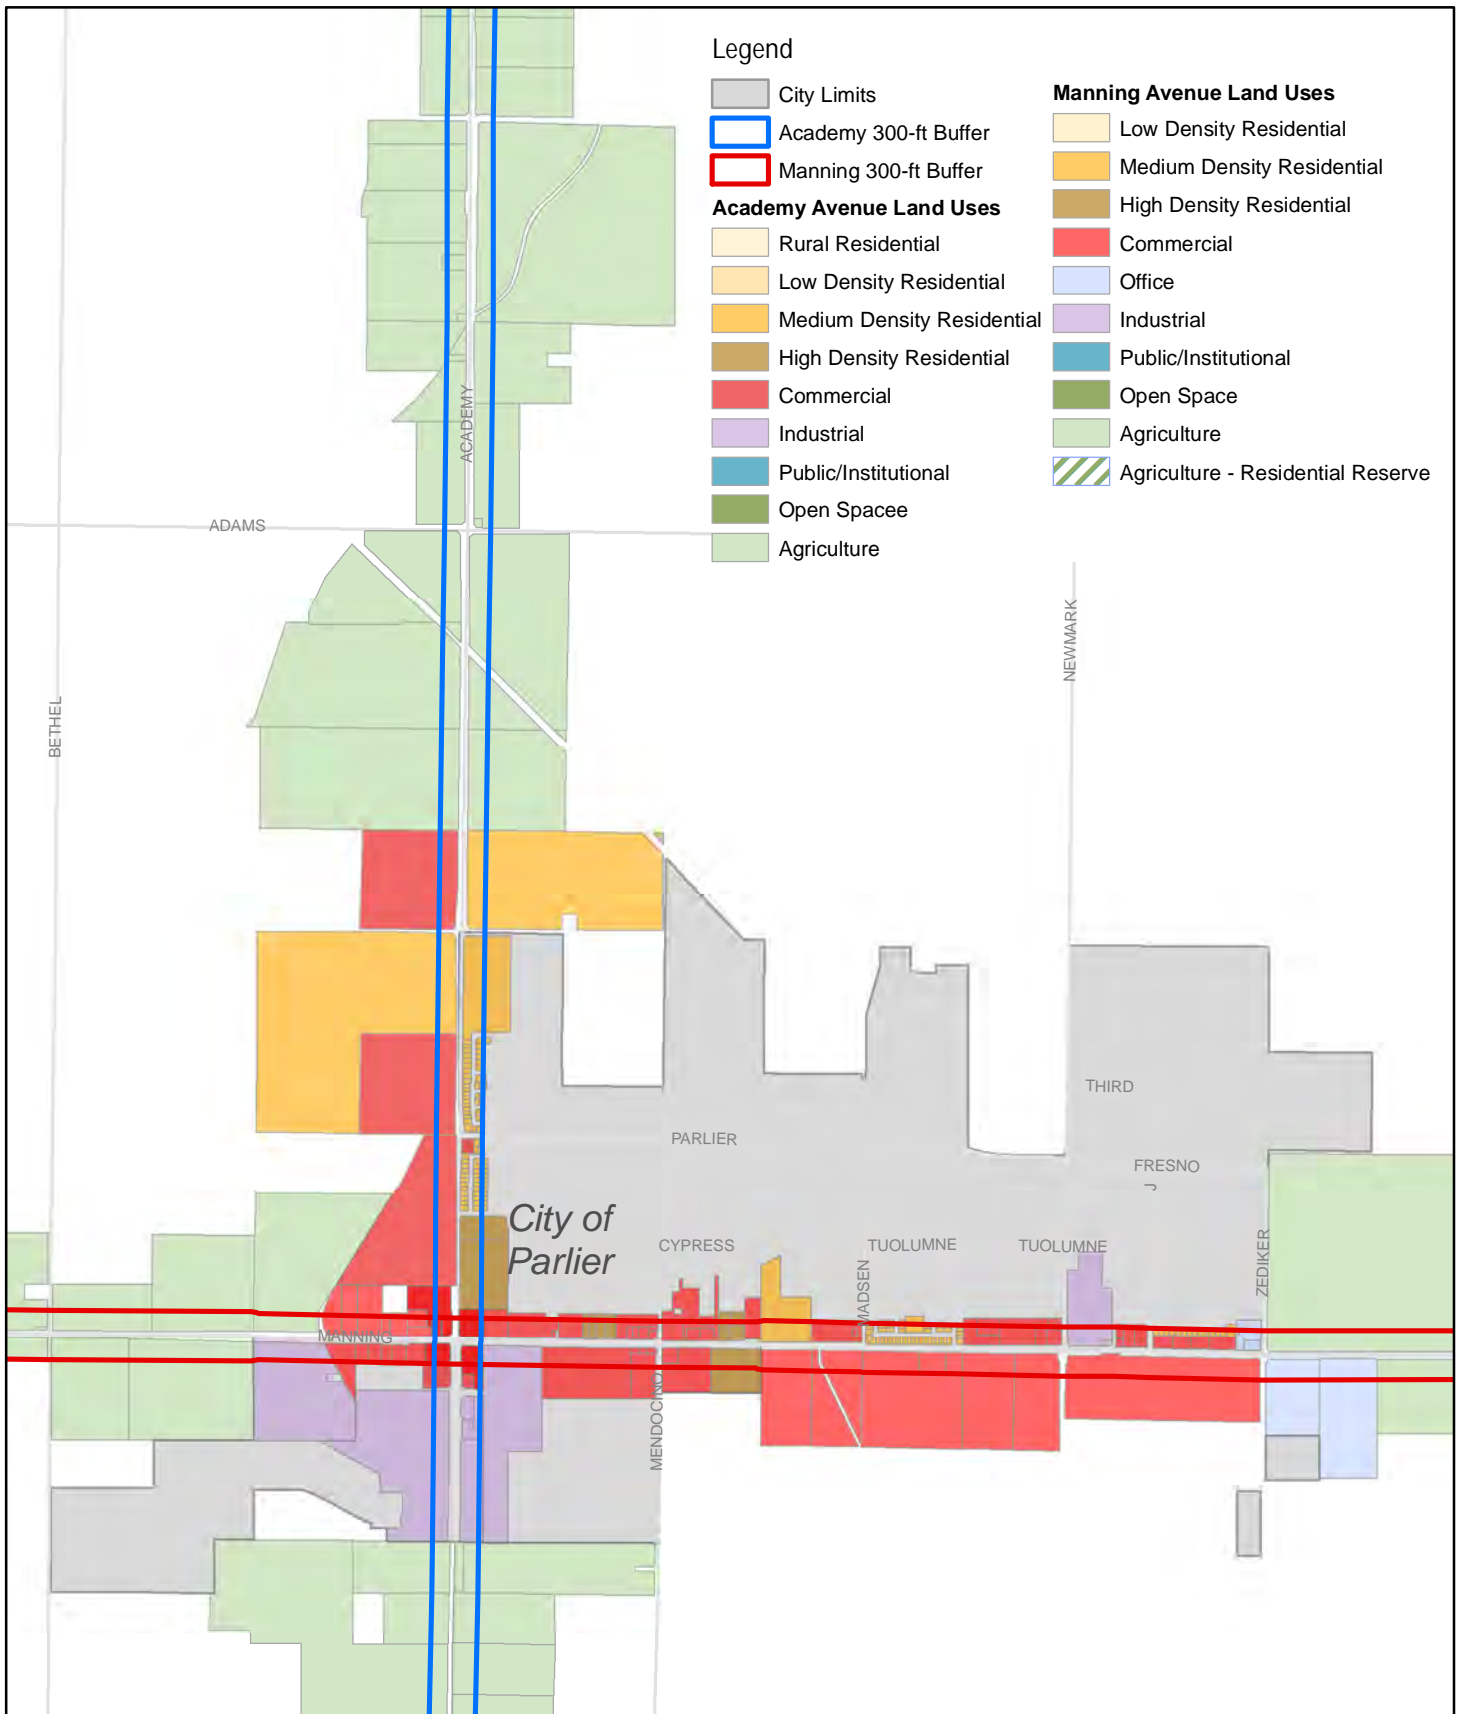 Legend
City Limits
Academy 300-ft Buffer
Manning 300-ft Buffer
Academy Avenue Land Uses
Rural Residential
Low Density Residential
Medium Density Residential
High Density Residential
Commercial
Industrial
Public/Institutional
Open Spacee
Agriculture
Manning Avenue Land Uses
Low Density Residential
Medium Density Residential
High Density Residential
Commercial
Office
Industrial
Public/Institutional
Open Space
Agriculture
Agriculture - Residential Reserve
ACADEMY
ADAMS
NEWMARK
BETHEL
THIRD
PARLIER
FRESNO
J
City of
Parlier
CYPRESS
TUOLUMNE
TUOLUMNE
ZEDIKER
MADSEN
MANNING
MENDOCINO